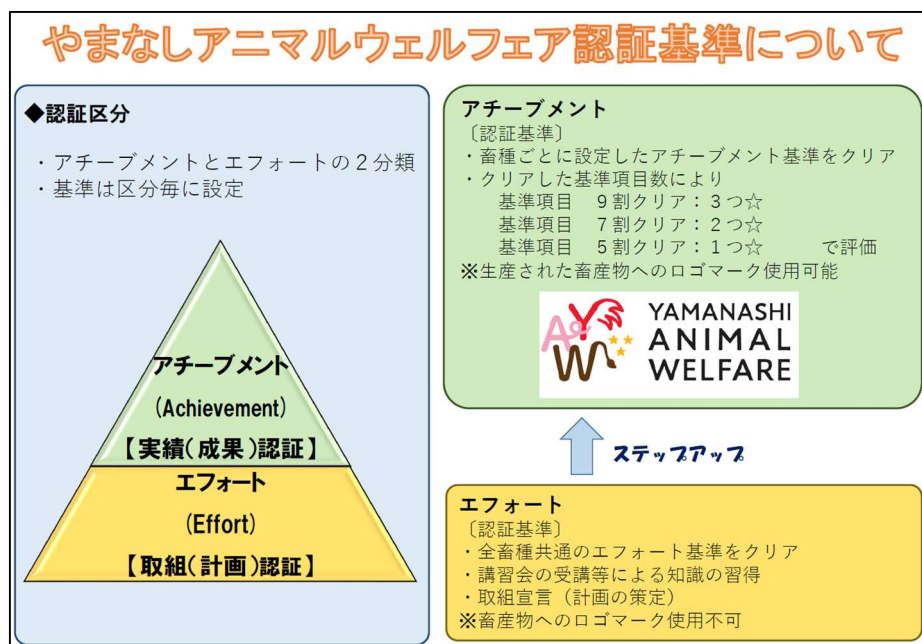 やまなしアニマルウェルフェア認証基準について
◆認証区分
・アチーブメントとエフォートの2分類
・基準は区分毎に設定
アチーブメント
(Achievement)
【実績(成果)認証】
エフォート
(Effort)
【取組(計画)認証】
アチーブメント
〔認証基準〕
・畜種ごとに設定したアチーブメント基準をクリア
・クリアした基準項目数により
基準項目 9割クリア:3つ☆
基準項目 7割クリア:2つ☆
基準項目 5割クリア:1つ☆ で評価
※生産された畜産物へのロゴマーク使用可能
A&YW
YAMANASHI
ANIMAL
WELFARE
ステップアップ
エフォート
〔認証基準〕
・全畜種共通のエフォート基準をクリア
・講習会の受講等による知識の習得
・取組宣言(計画の策定)
※畜産物へのロゴマーク使用不可